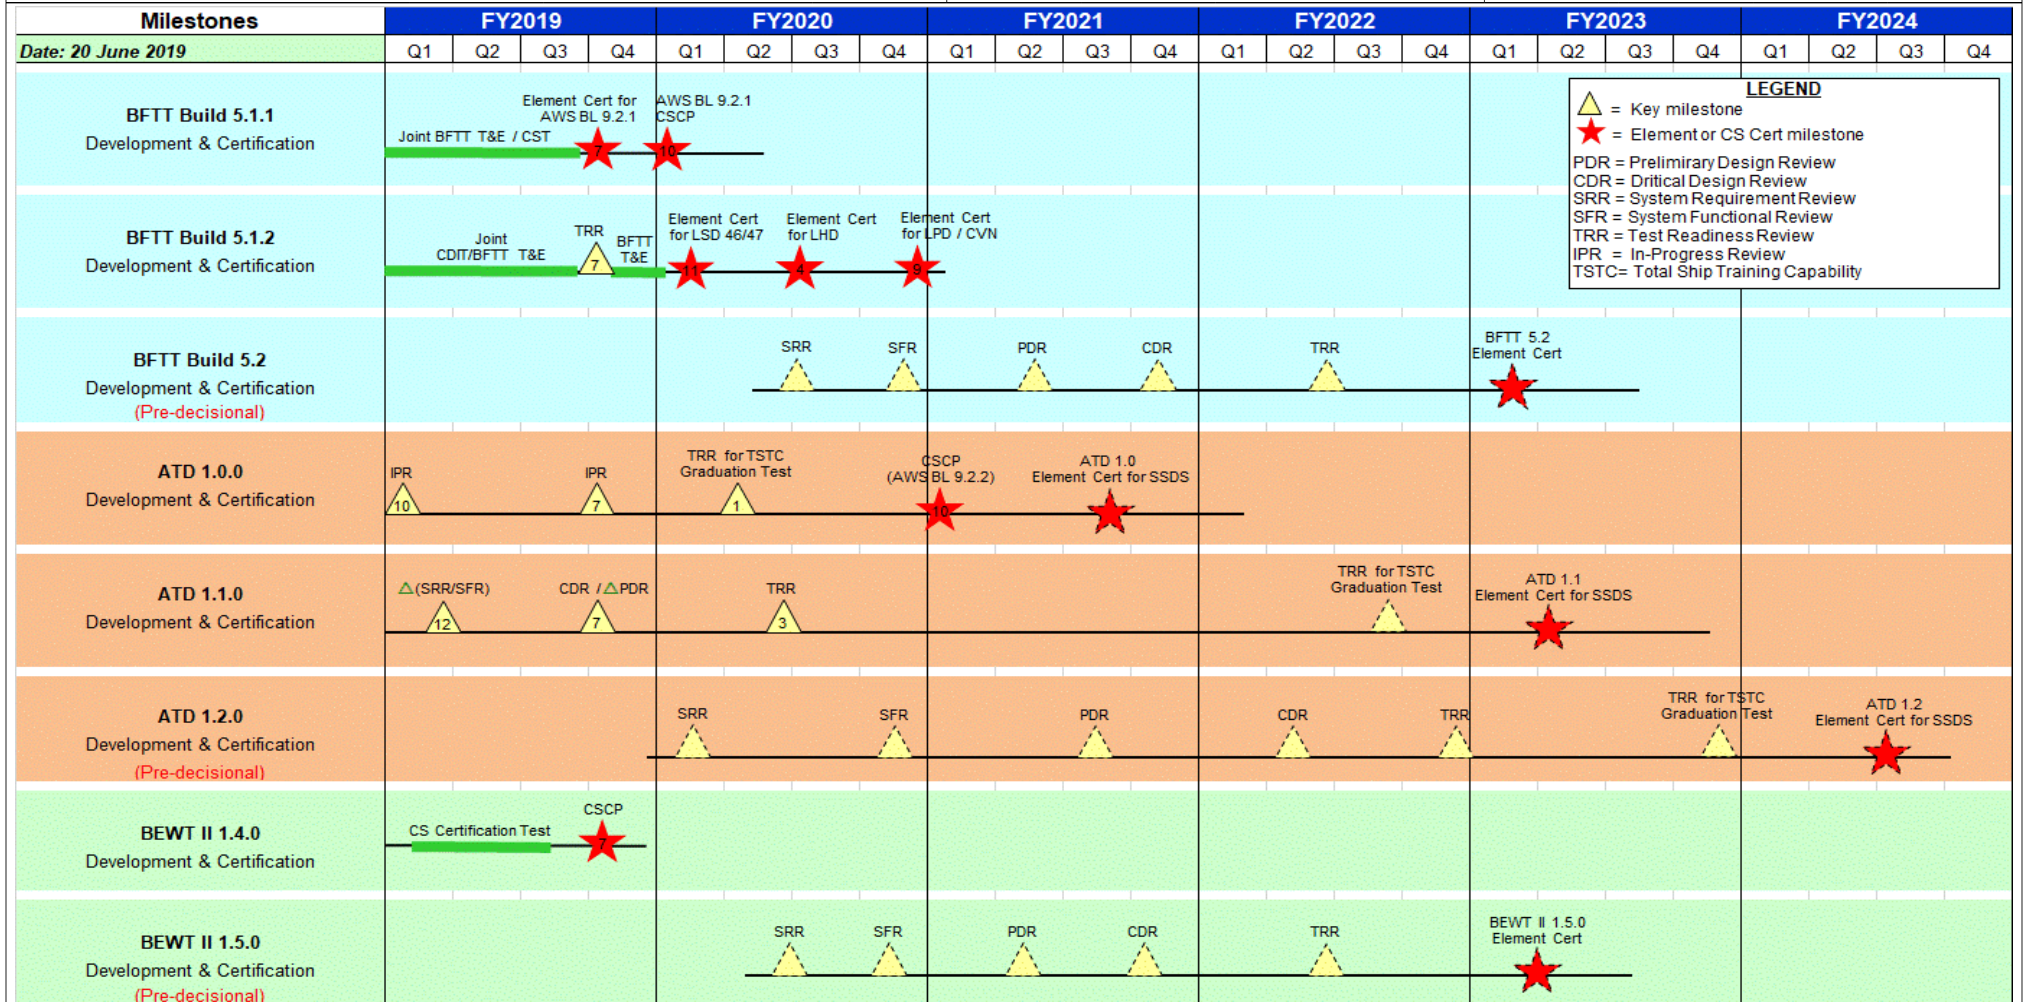 Milestones FY2019 FY2020 FY2021 FY2022 FY2023 FY2024
Date: 20 June 2019 Q1 Q2 Q3 Q4 Q1 Q2 Q3 Q4 Q1 Q2 Q3 Q4 Q1 Q2 Q3 Q4 Q1 Q2 Q3 Q4 Q1 Q2 Q3 Q4
LEGEND
= Key milestone
= Element or CS Cert milestone
PDR = Prelimirary Design Review
CDR = Dritical Design Review
SRR = System Requirement Review
SFR = System Functional Review
TRR = Test Readiness Review
IPR = In-Progress Review
TSTC= Total Ship Training Capability
BFTT Build 5.1.1
Development & Certification
Joint BFTT T&E / CST
Element Cert for
AWS BL 9.2.1
7
AWS BL 9.2.1
CSCP
10
BFTT Build 5.1.2
Development & Certification
Joint
CDIT/BFTT T&E
TRR
7
BFTT
T&E
Element Cert
for LSD 46/47
11
Element Cert
for LHD
4
Element Cert
for LPD / CVN
9
BFTT Build 5.2
Development & Certification
(Pre-decisional)
SRR
SFR
PDR
CDR
TRR
BFTT 5.2
Element Cert
ATD 1.0.0
Development & Certification
IPR
10
IPR
7
TRR for TSTC
Graduation Test
1
CSCP
(AWS BL 9.2.2)
10
ATD 1.0
Element Cert for SSDS
ATD 1.1.0
Development & Certification
△(SRR/SFR)
12
CDR / △PDR
7
TRR
3
TRR for TSTC
Graduation Test
ATD 1.1
Element Cert for SSDS
ATD 1.2.0
Development & Certification
(Pre-decisional)
SRR
SFR
PDR
CDR
TRR
TRR for TSTC
Graduation Test
ATD 1.2
Element Cert for SSDS
BEWT II 1.4.0
Development & Certification
CS Certification Test
CSCP
7
BEWT II 1.5.0
Development & Certification
(Pre-decisional)
SRR
SFR
PDR
CDR
TRR
BEWT II 1.5.0
Element Cert